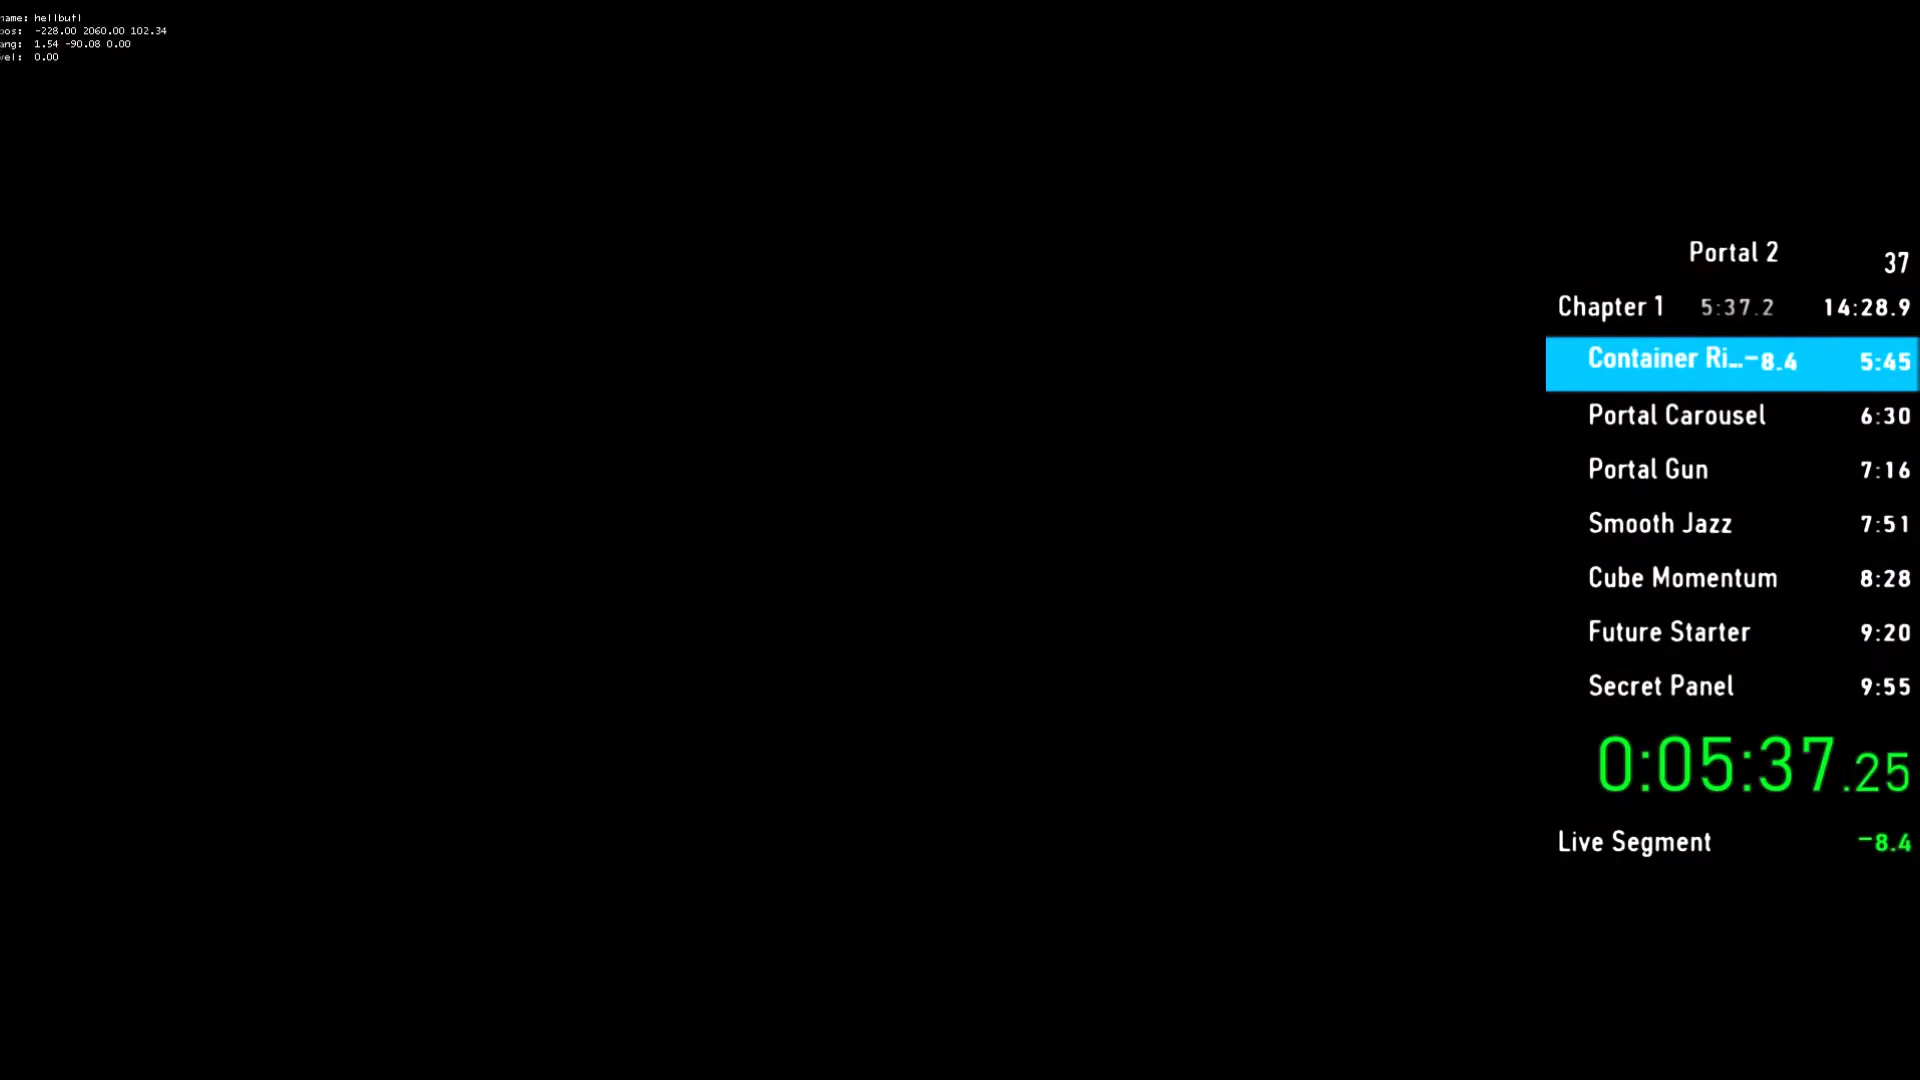 name: hellbutl
pos: -228.00 2060.00 102.34
ang: 1.54 -90.08 0.00
vel: 0.00
Portal 2
37
Chapter 1 5:37.2 14:28.9
Container Ri... -8.4 5:45
Portal Carousel 6:30
Portal Gun 7:16
Smooth Jazz 7:51
Cube Momentum 8:28
Future Starter 9:20
Secret Panel 9:55
0:05:37.25
Live Segment -8.4